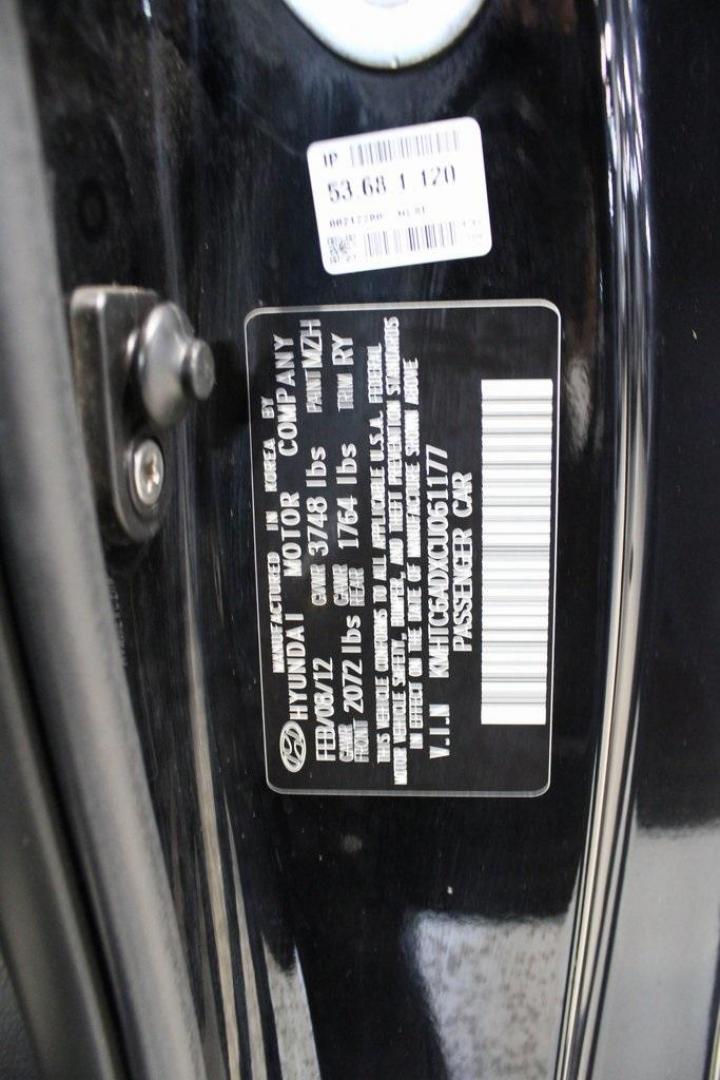 IP
53 68 1 120
MANUFACTURED IN KOREA BY
HYUNDAI MOTOR COMPANY
FEB/08/12 GVWR 3748 lbs PAINT MZH
GAWR FRONT 2072 lbs GAWR REAR 1764 lbs TRIM RY
THIS VEHICLE CONFORMS TO ALL APPLICABLE U.S.A. FEDERAL
MOTOR VEHICLE SAFETY, BUMPER, AND THEFT PREVENTION STANDARDS
IN EFFECT ON THE DATE OF MANUFACTURE SHOWN ABOVE
V.I.N KMHTC6ADXCU061177
PASSENGER CAR